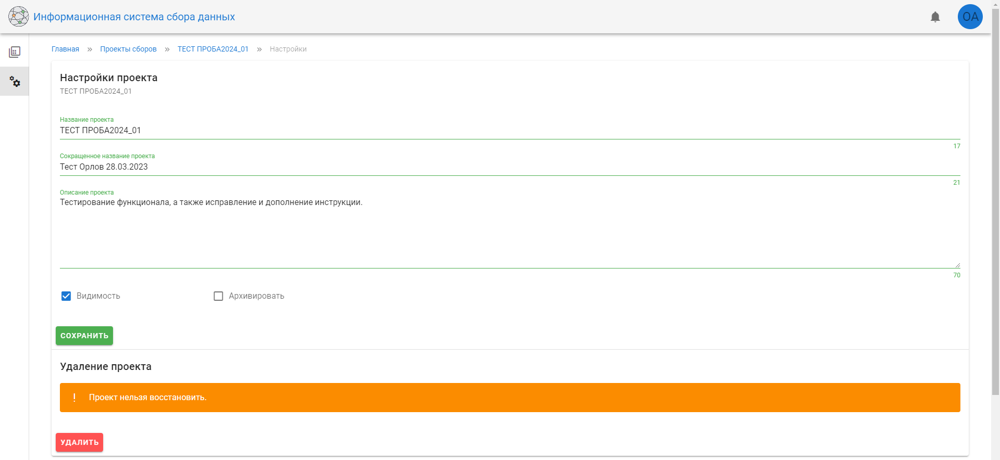 Информационная система сбора данных
ОА
Главная » Проекты сборов » ТЕСТ ПРОБА2024_01 » Настройки
Настройки проекта
ТЕСТ ПРОБА2024_01
Название проекта
ТЕСТ ПРОБА2024_01
17
Сокращенное название проекта
Тест Орлов 28.03.2023
21
Описание проекта
Тестирование функционала, а также исправление и дополнение инструкции.
70
Видимость
Архивировать
СОХРАНИТЬ
Удаление проекта
! Проект нельзя восстановить.
УДАЛИТЬ